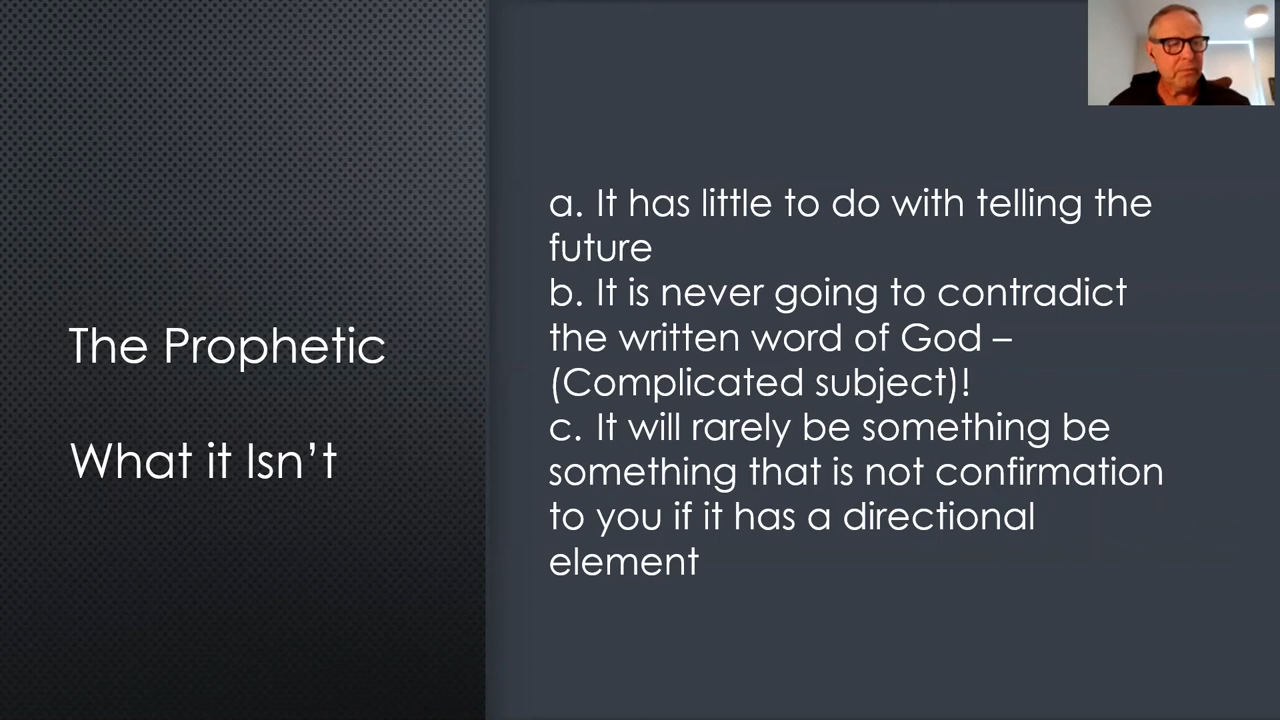 The Prophetic
What it Isn’t
a. It has little to do with telling the
future
b. It is never going to contradict
the written word of God –
(Complicated subject)!
c. It will rarely be something be
something that is not confirmation
to you if it has a directional
element